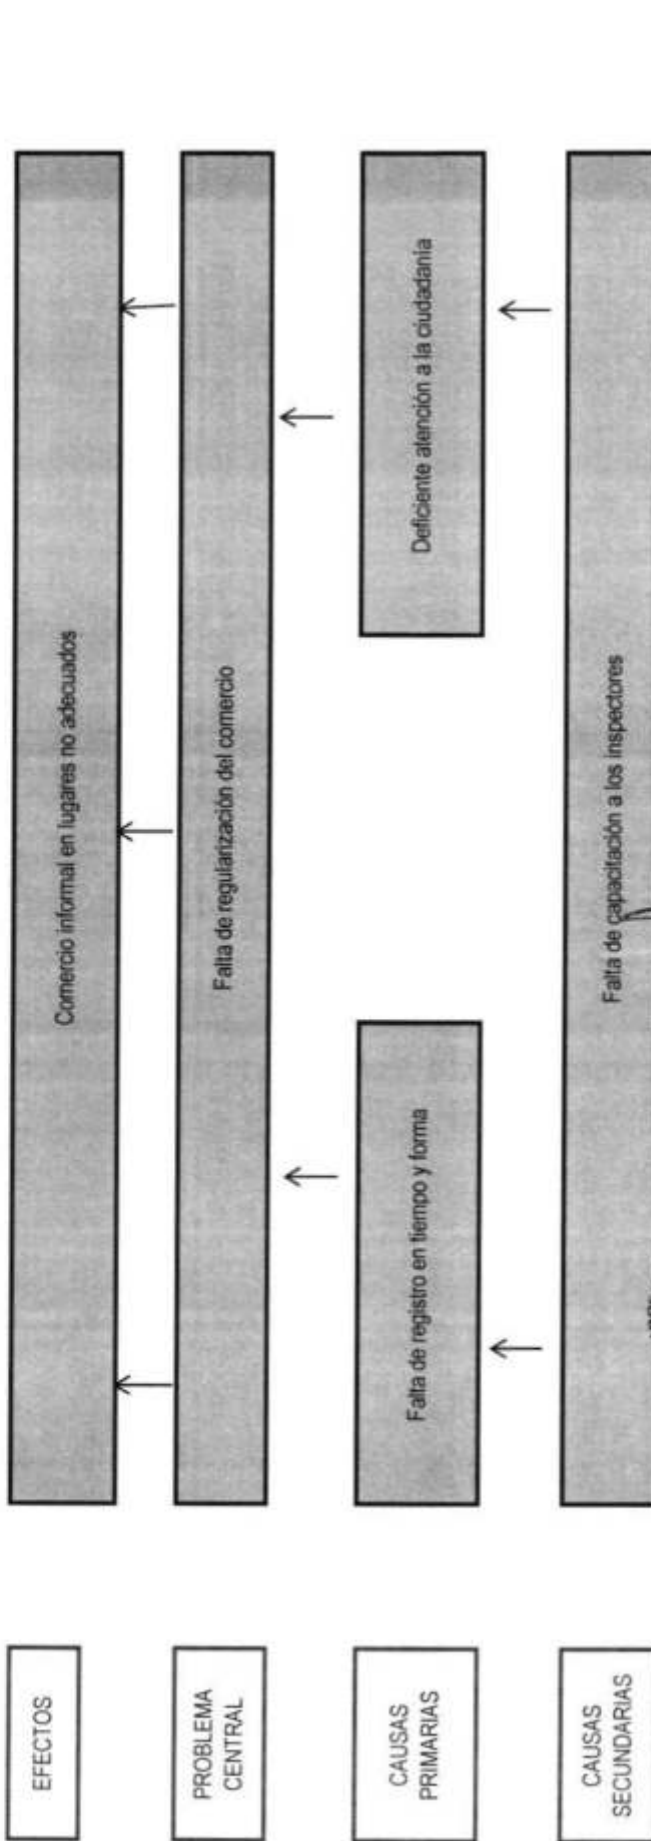 EFECTOS
Comercio informal en lugares no adecuados
PROBLEMA
CENTRAL
Falta de regularización del comercio
CAUSAS
PRIMARIAS
Falta de registro en tiempo y forma
Deficiente atención a la ciudadanía
CAUSAS
SECUNDARIAS
Falta de capacitación a los inspectores